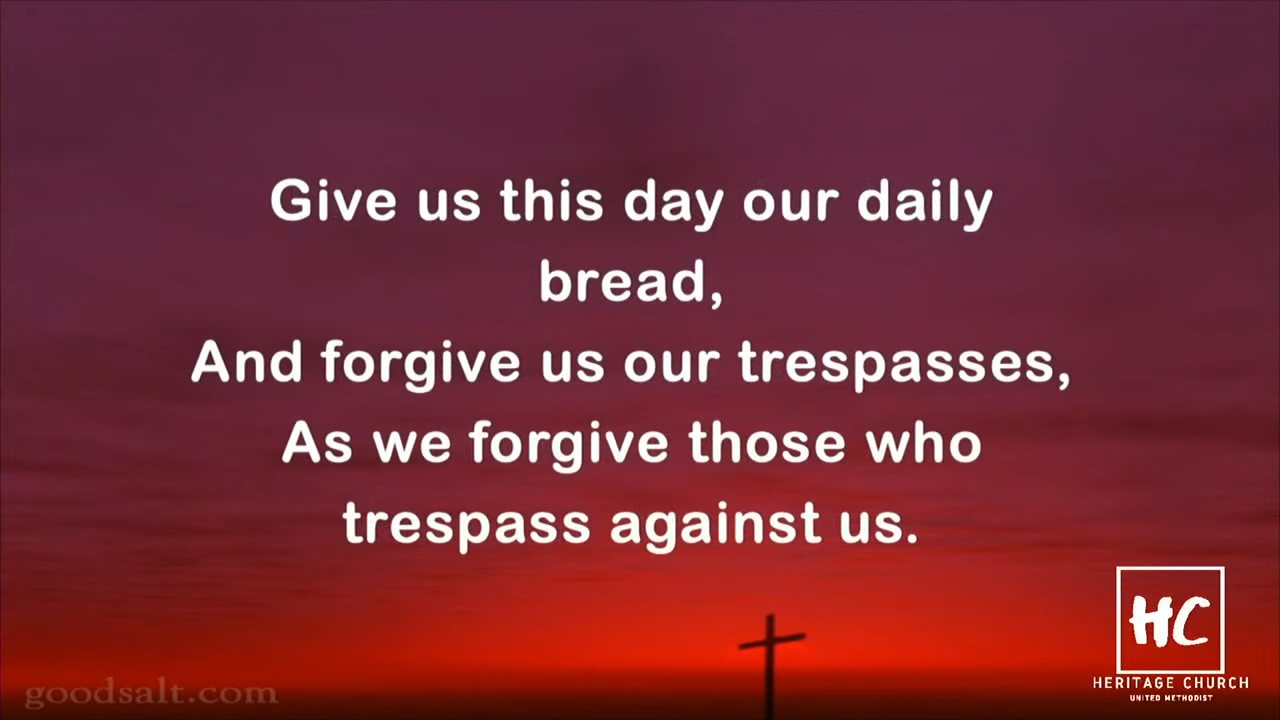 Give us this day our daily
bread,
And forgive us our trespasses,
As we forgive those who
trespass against us.
HC
HERITAGE CHURCH
UNITED METHODIST
goodsalt.com